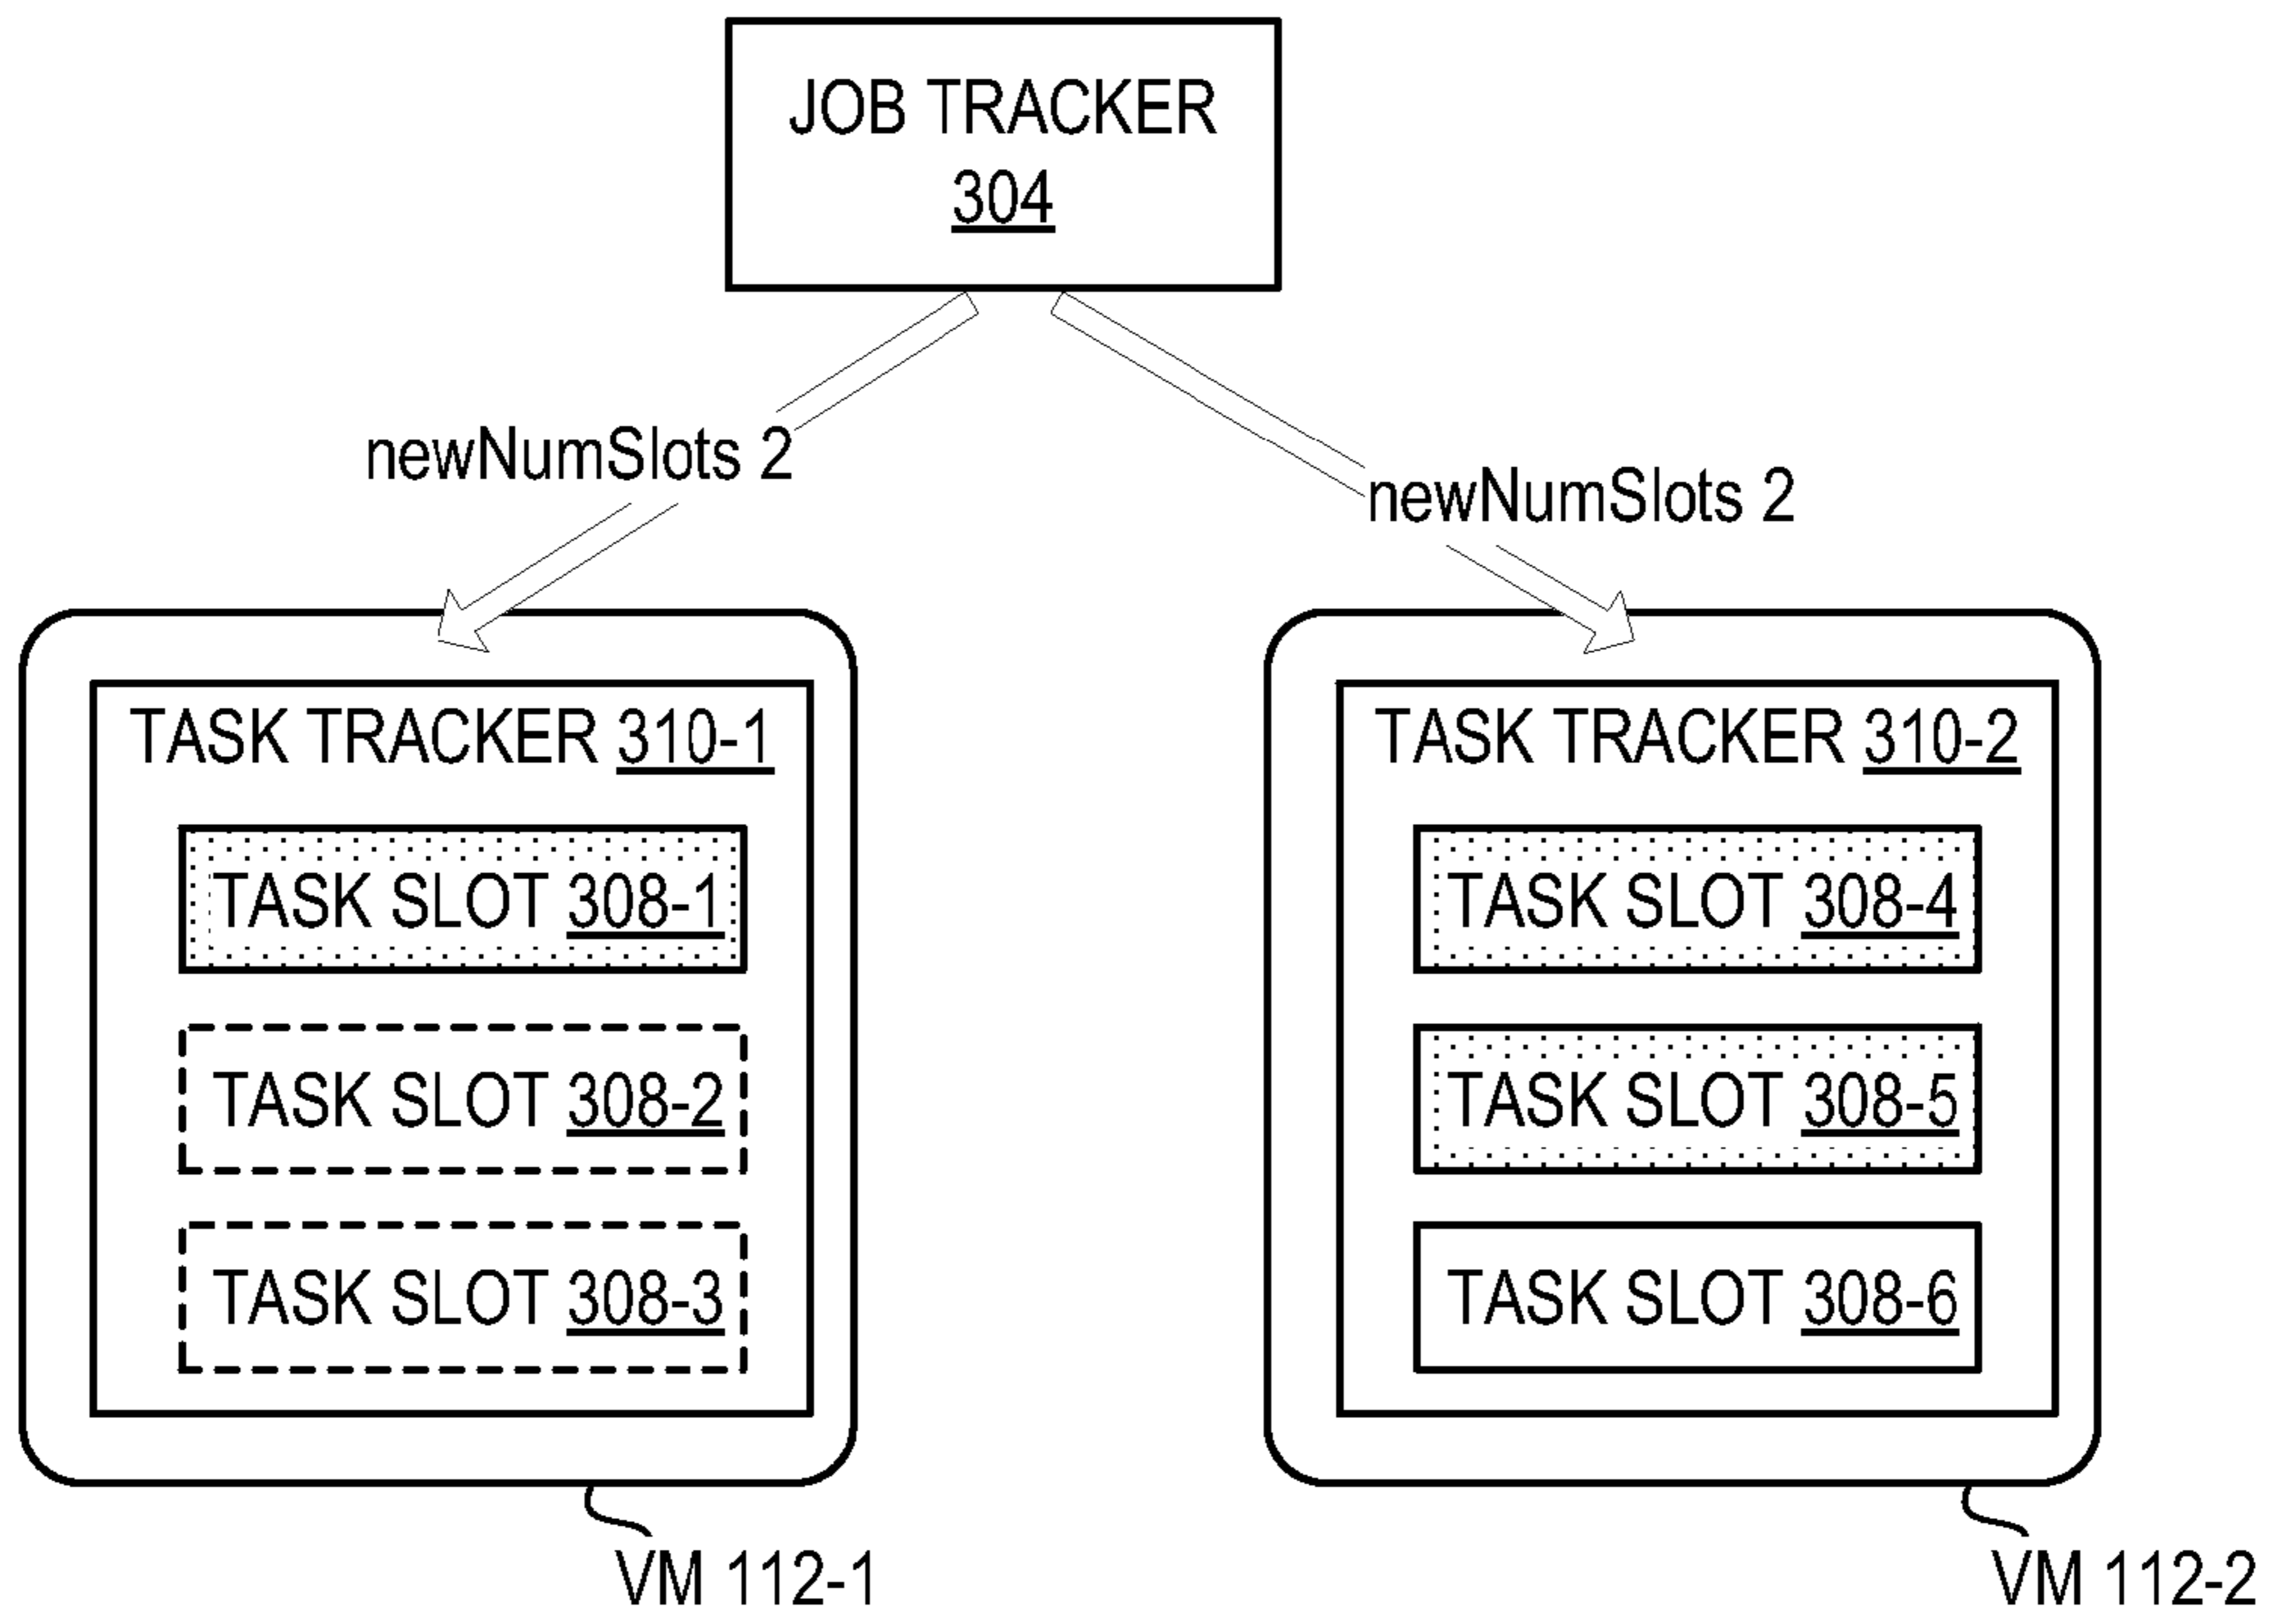 JOB TRACKER
304
newNumSlots 2
newNumSlots 2
TASK TRACKER 310-1
TASK SLOT 308-1
TASK SLOT 308-2
TASK SLOT 308-3
VM 112-1
TASK TRACKER 310-2
TASK SLOT 308-4
TASK SLOT 308-5
TASK SLOT 308-6
VM 112-2